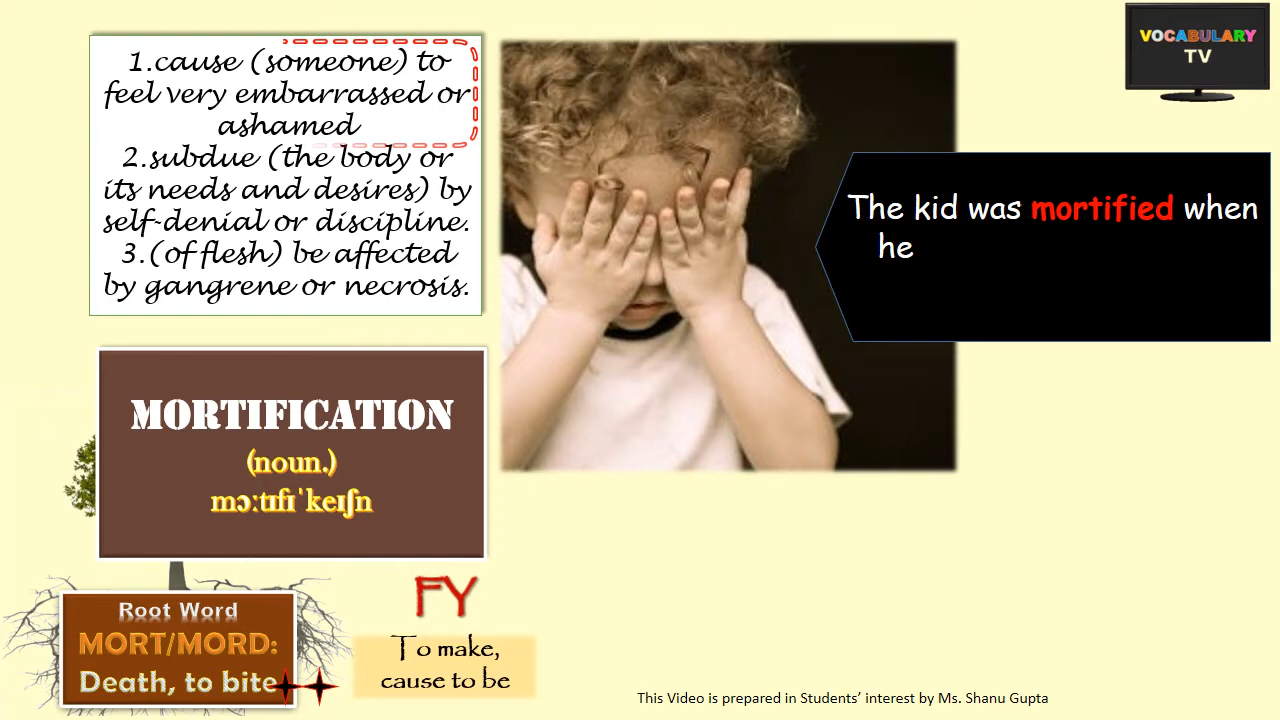 1.cause (someone) to
feel very embarrassed or
ashamed
2.subdue (the body or
its needs and desires) by
self-denial or discipline.
3.(of flesh) be affected
by gangrene or necrosis.
VOCABULARY
TV
The kid was mortified when
he
MORTIFICATION
(noun.)
mɔːtɪfɪˈkeɪʃn
Root Word
MORT/MORD:
Death, to bite
FY
To make,
cause to be
This Video is prepared in Students’ interest by Ms. Shanu Gupta